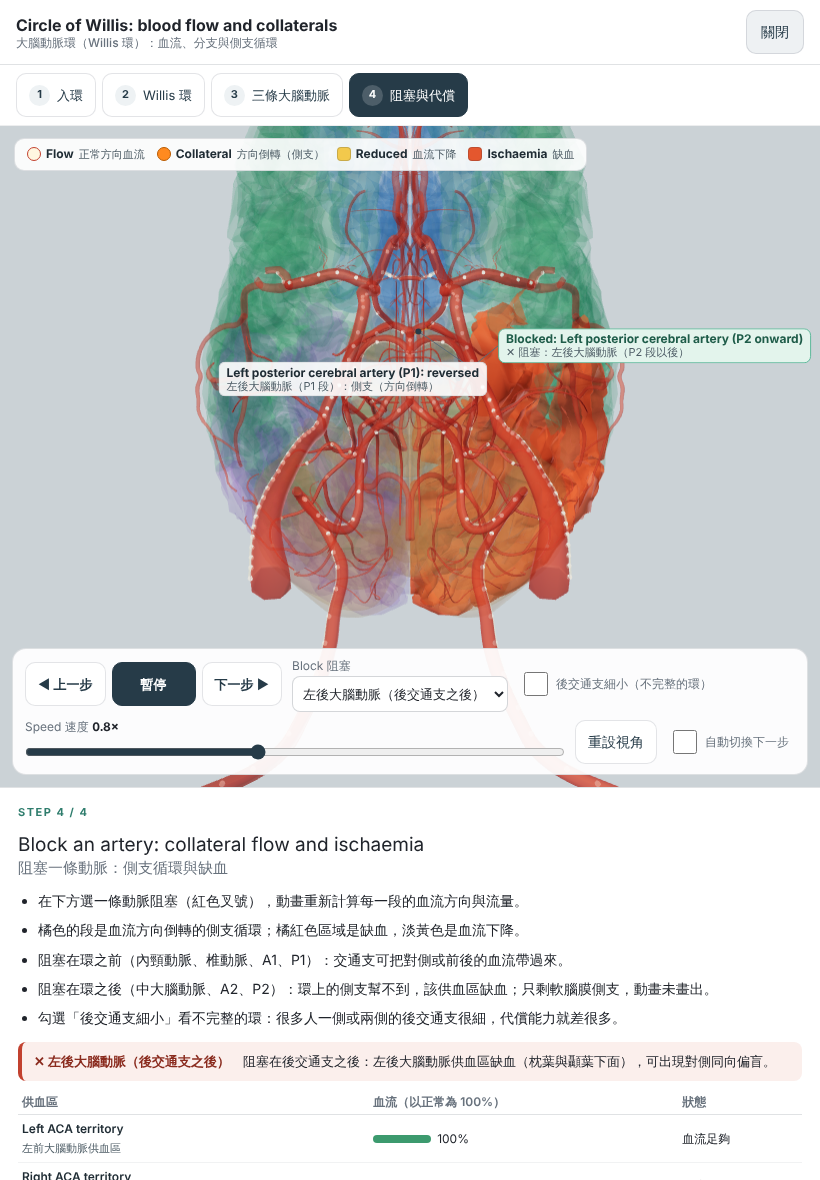 Circle of Willis: blood flow and collaterals
大腦動脈環（Willis 環）：血流、分支與側支循環
關閉
1 入環
2 Willis 環
3 三條大腦動脈
4 阻塞與代償
Flow 正常方向血流
Collateral 方向倒轉（側支）
Reduced 血流下降
Ischaemia 缺血
Blocked: Left posterior cerebral artery (P2 onward)
✕ 阻塞：左後大腦動脈（P2 段以後）
Left posterior cerebral artery (P1): reversed
左後大腦動脈（P1 段）：側支（方向倒轉）
◀ 上一步
暫停
下一步 ▶
Block 阻塞
左後大腦動脈（後交通支之後）
後交通支細小（不完整的環）
Speed 速度 0.8×
重設視角
自動切換下一步
STEP 4 / 4
Block an artery: collateral flow and ischaemia
阻塞一條動脈：側支循環與缺血
• 在下方選一條動脈阻塞（紅色叉號），動畫重新計算每一段的血流方向與流量。
• 橘色的段是血流方向倒轉的側支循環；橘紅色區域是缺血，淡黃色是血流下降。
• 阻塞在環之前（內頸動脈、椎動脈、A1、P1）：交通支可把對側或前後的血流帶過來。
• 阻塞在環之後（中大腦動脈、A2、P2）：環上的側支幫不到，該供血區缺血；只剩軟腦膜側支，動畫未畫出。
• 勾選「後交通支細小」看不完整的環：很多人一側或兩側的後交通支很細，代償能力就差很多。
✕ 左後大腦動脈（後交通支之後） 阻塞在後交通支之後：左後大腦動脈供血區缺血（枕葉與顳葉下面），可出現對側同向偏盲。
供血區 血流（以正常為 100%） 狀態
Left ACA territory
左前大腦動脈供血區
100%
血流足夠
Right ACA territory